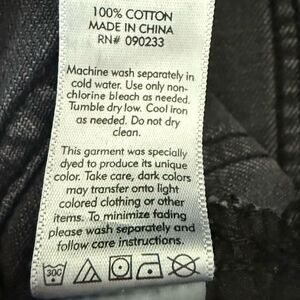 100% COTTON
MADE IN CHINA
RN# 090233
Machine wash separately in
cold water. Use only non-
chlorine bleach as needed.
Tumble dry low. Cool iron
as needed. Do not dry
clean.
This garment was specially
dyed to produce its unique
color. Take care, dark colors
may transfer onto light
colored clothing or other
items. To minimize fading
please wash separately and
follow care instructions.
30C